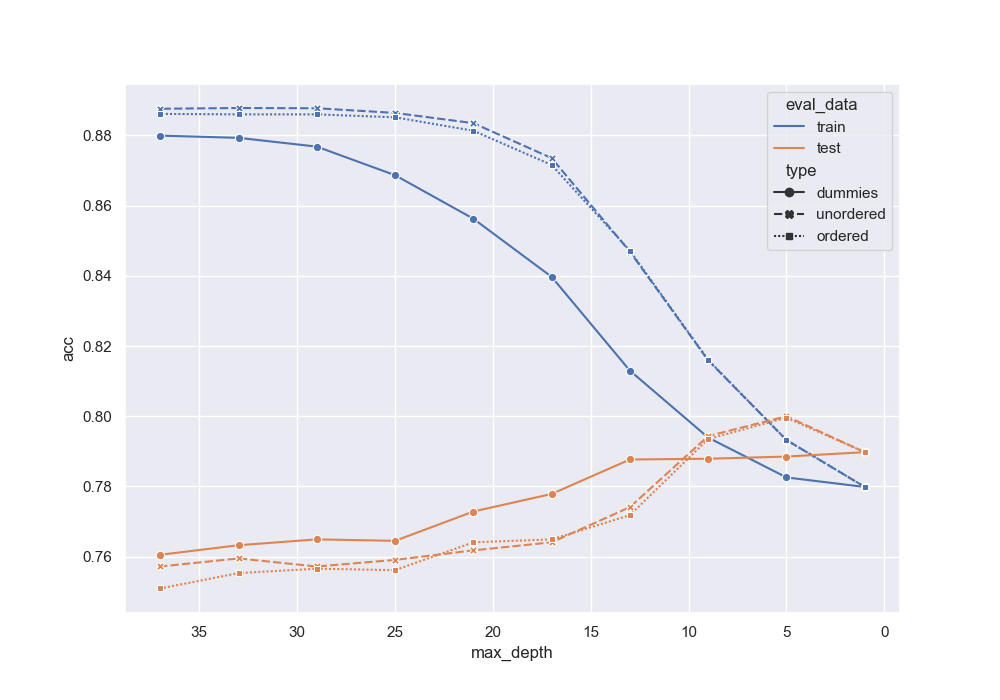 eval_data
train
test
type
dummies
unordered
ordered
0.88
0.86
0.84
0.82
0.80
0.78
0.76
acc
35 30 25 20 15 10 5 0
max_depth